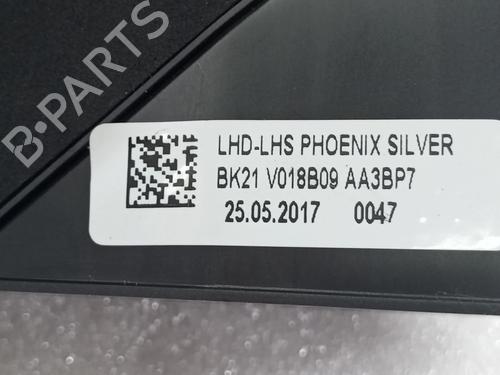 B-PARTS
LHD-LHS PHOENIX SILVER
BK21 V018B09 AA3BP7
25.05.2017 0047